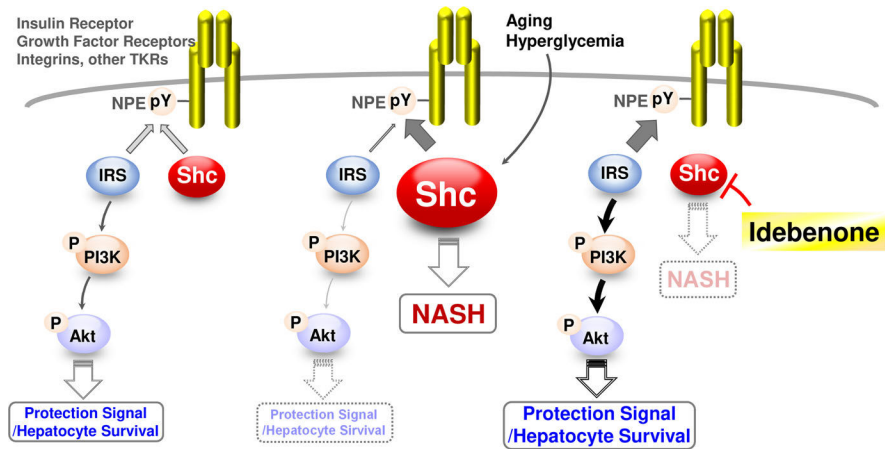 Insulin Receptor
Growth Factor Receptors
Integrins, other TKRs
NPE pY
IRS
Shc
P
PI3K
P
Akt
Protection Signal
/Hepatocyte Survival
Aging
Hyperglycemia
NPE pY
IRS
Shc
P
PI3K
NASH
P
Akt
Protection Signal
/Hepatocyte Sirvival
NPE pY
IRS
Shc
Idebenone
P
PI3K
NASH
P
Akt
Protection Signal
/Hepatocyte Survival